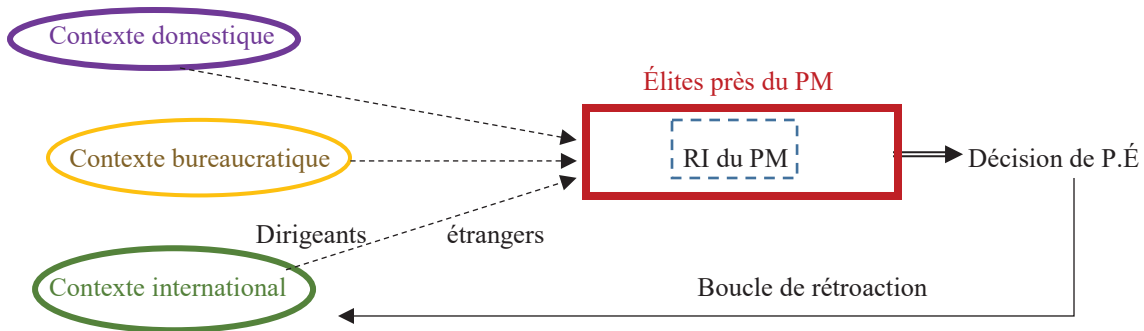 Contexte domestique
Élites près du PM
Contexte bureaucratique
RI du PM
Décision de P.É
Dirigeants étrangers
Contexte international
Boucle de rétroaction